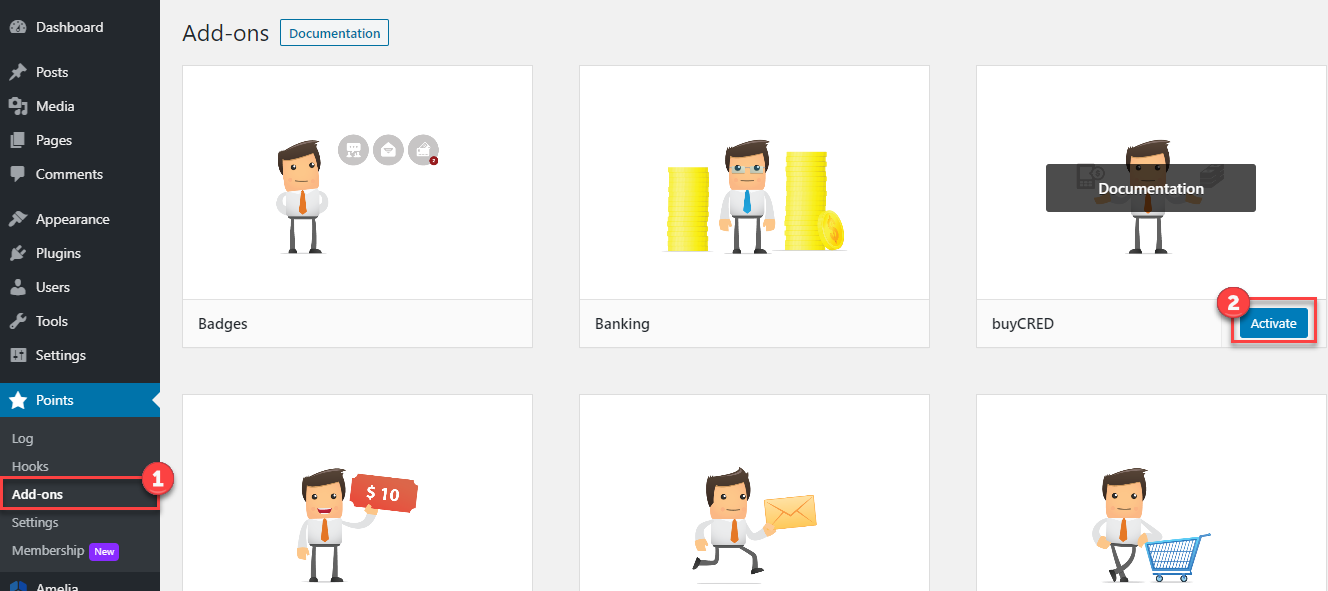 Dashboard
Posts
Media
Pages
Comments
Appearance
Plugins
Users
Tools
Settings
Points
Log
Hooks
Add-ons
1
Settings
Membership New
Amelia
Add-ons Documentation
Badges
Banking
Documentation
buyCRED
2
Activate
$ 10